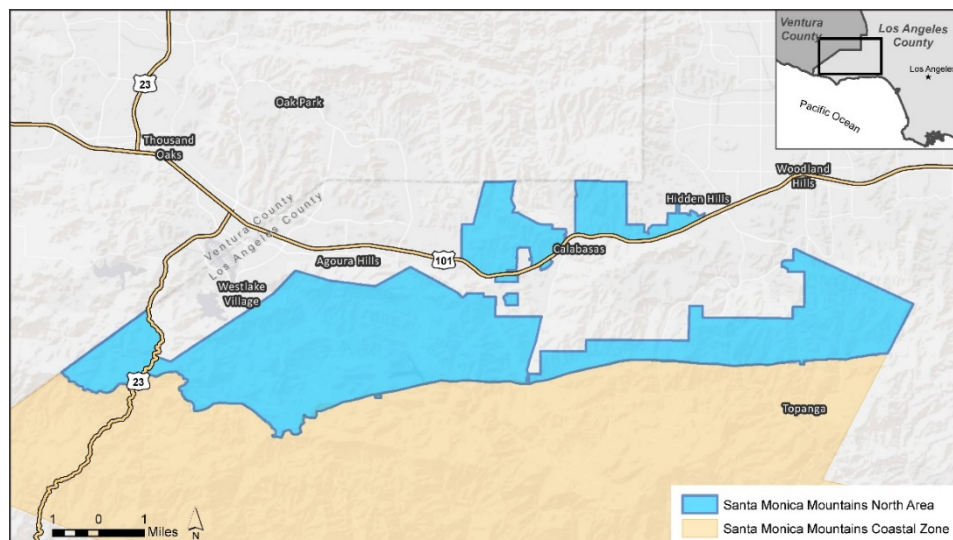 Ventura
County
Los Angeles
County
Los Angeles
Pacific Ocean
23
Oak Park
Thousand
Oaks
Woodland
Hills
Hidden Hills
Ventura County
Los Angeles County
Calabasas
101
Agoura Hills
Westlake
Village
23
Topanga
1 0 1
Miles
N
Santa Monica Mountains North Area
Santa Monica Mountains Coastal Zone